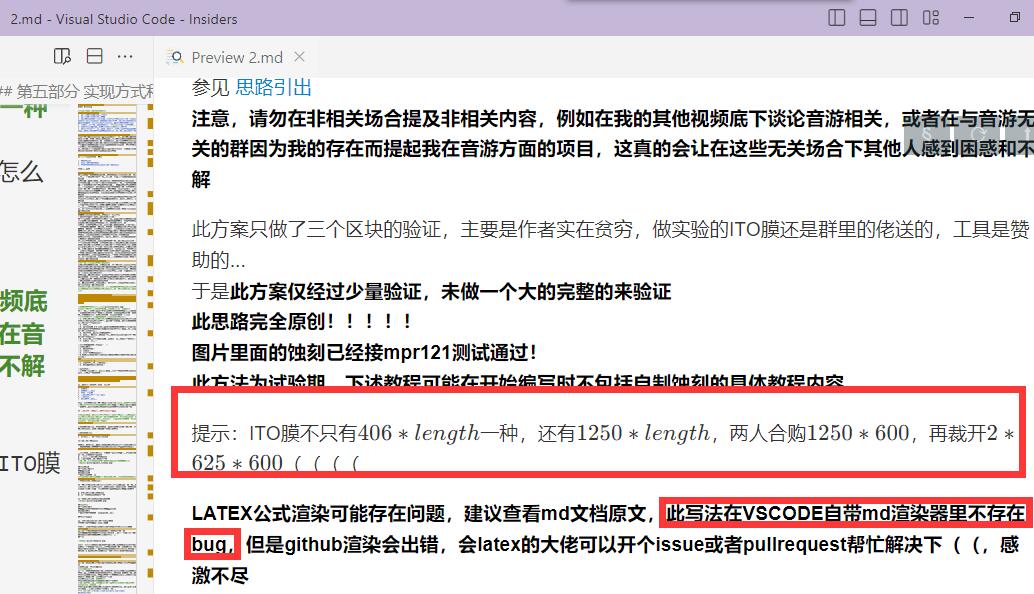 2.md - Visual Studio Code - Insiders
Preview 2.md
## 第五部分 实现方式和
一种
怎么
频底
在音
不解
ITO膜
参见 思路引出
注意，请勿在非相关场合提及非相关内容，例如在我的其他视频底下谈论音游相关，或者在与音游无
关的群因为我的存在而提起我在音游方面的项目，这真的会让在这些无关场合下其他人感到困惑和不
解
此方案只做了三个区块的验证，主要是作者实在贫穷，做实验的ITO膜还是群里的佬送的，工具是赞
助的...
于是此方案仅经过少量验证，未做一个大的完整的来验证
此思路完全原创！！！！！
图片里面的蚀刻已经接mpr121测试通过！
此方法为试验期，下述教程可能在开始编写时不包括自制蚀刻的具体教程内容
提示：ITO膜不只有406 * length一种，还有1250 * length，两人合购1250 * 600，再裁开2 *
625 * 600（（（（
LATEX公式渲染可能存在问题，建议查看md文档原文，此写法在VSCODE自带md渲染器里不存在
bug，但是github渲染会出错，会latex的大佬可以开个issue或者pullrequest帮忙解决下（（，感
激不尽